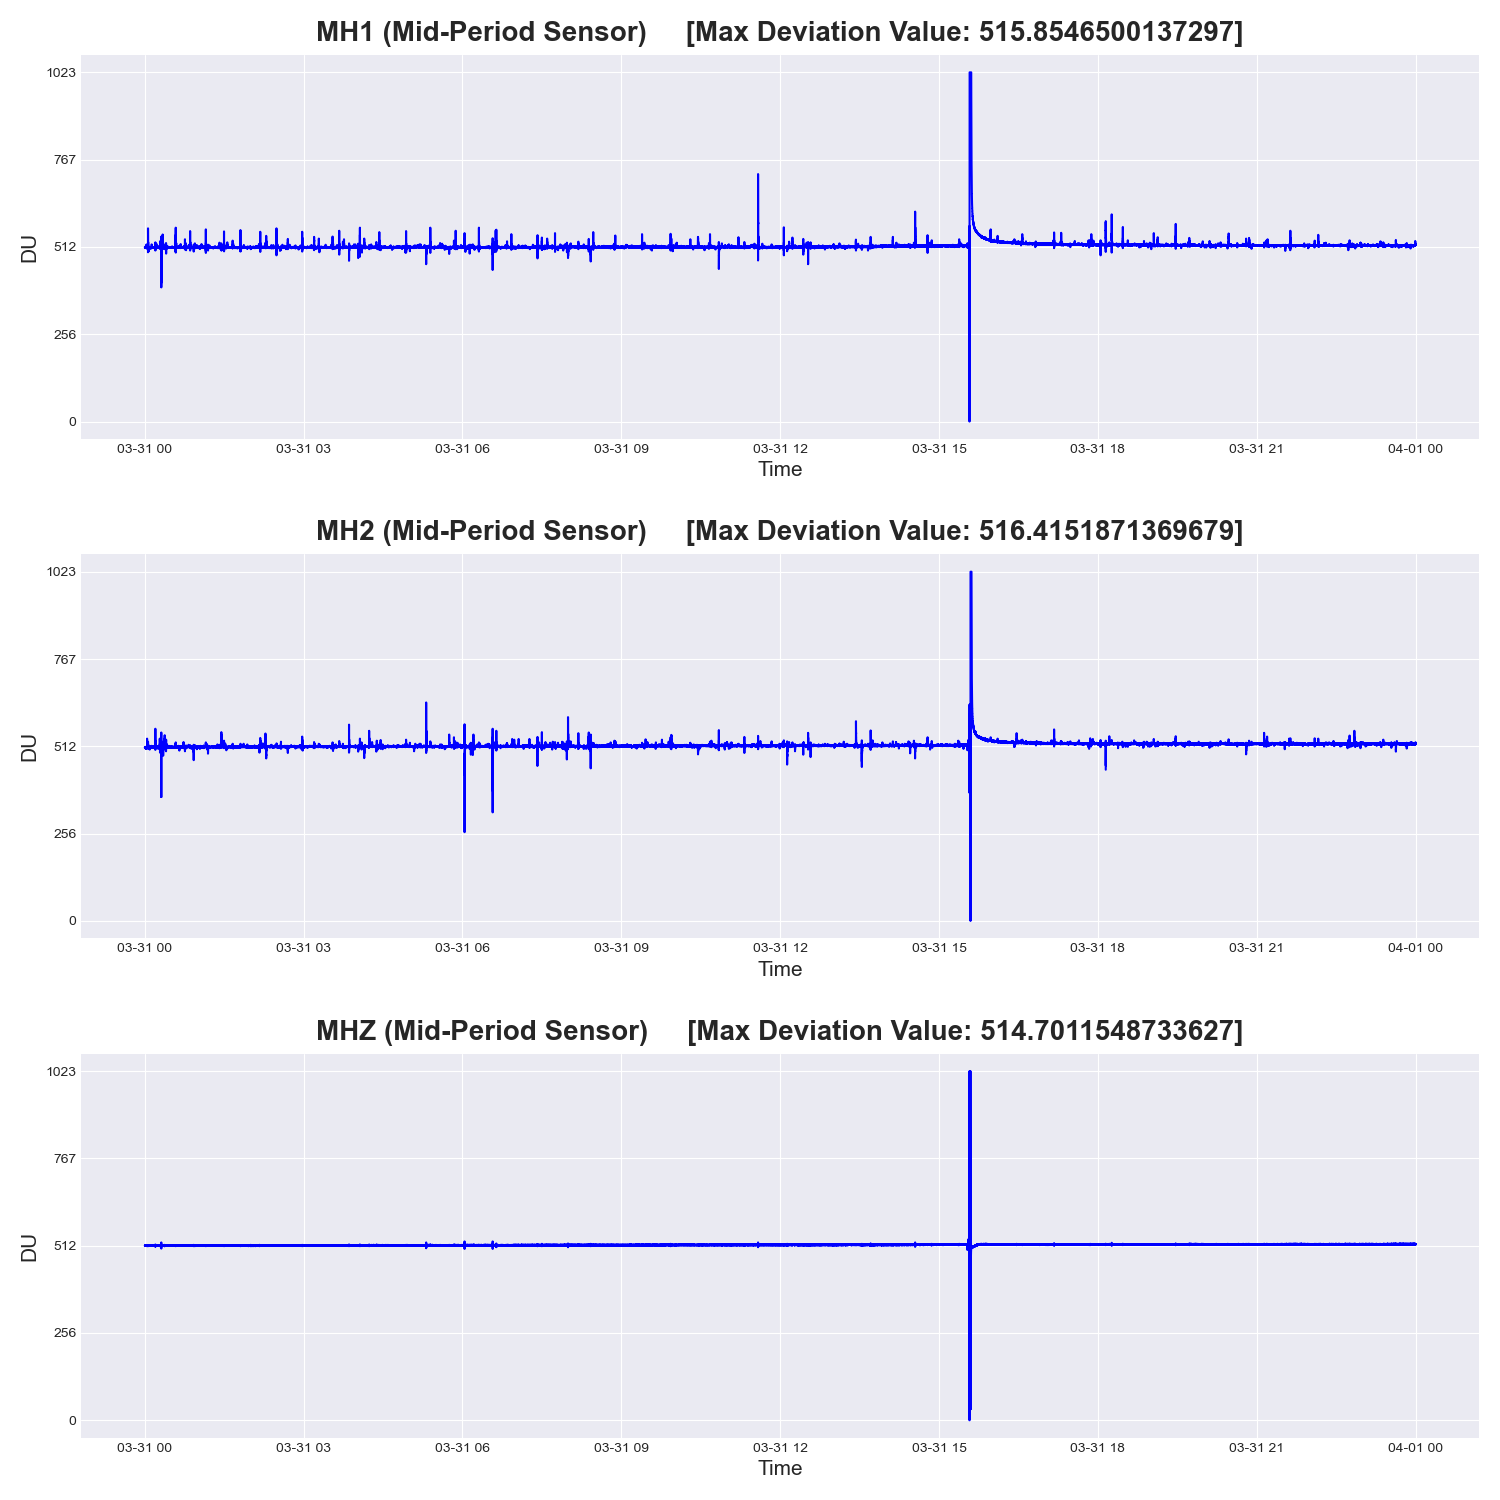 MH1 (Mid-Period Sensor) [Max Deviation Value: 515.8546500137297]
1023
767
512
256
0
DU
03-31 00 03-31 03 03-31 06 03-31 09 03-31 12 03-31 15 03-31 18 03-31 21 04-01 00
Time
MH2 (Mid-Period Sensor) [Max Deviation Value: 516.4151871369679]
1023
767
512
256
0
DU
03-31 00 03-31 03 03-31 06 03-31 09 03-31 12 03-31 15 03-31 18 03-31 21 04-01 00
Time
MHZ (Mid-Period Sensor) [Max Deviation Value: 514.7011548733627]
1023
767
512
256
0
DU
03-31 00 03-31 03 03-31 06 03-31 09 03-31 12 03-31 15 03-31 18 03-31 21 04-01 00
Time